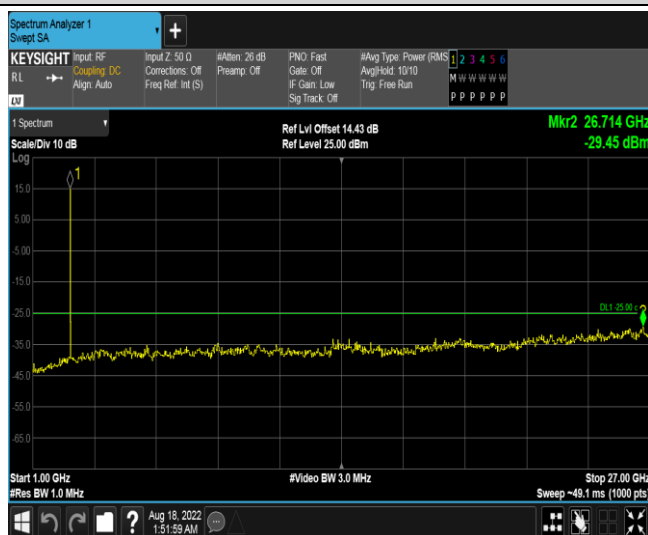 Spectrum Analyzer 1
Swept SA
+
KEYSIGHT
RL
Input: RF
Coupling: DC
Align: Auto
Input Z: 50 Ω
Corrections: Off
Freq Ref: Int (S)
#Atten: 26 dB
Preamp: Off
PNO: Fast
Gate: Off
IF Gain: Low
Sig Track: Off
#Avg Type: Power (RMS
Avg|Hold: 10/10
Trig: Free Run
1 2 3 4 5 6
M W W W W W
P P P P P P
LXI
1 Spectrum
Scale/Div 10 dB
Ref Lvl Offset 14.43 dB
Ref Level 25.00 dBm
Mkr2 26.714 GHz
-29.45 dBm
Log
1
15.0
5.00
-5.00
-15.0
DL1 -25.00
2
-35.0
-45.0
-55.0
-65.0
Start 1.00 GHz
#Res BW 1.0 MHz
#Video BW 3.0 MHz
Stop 27.00 GHz
Sweep ~49.1 ms (1000 pts)
?
Aug 18, 2022
1:51:59 AM